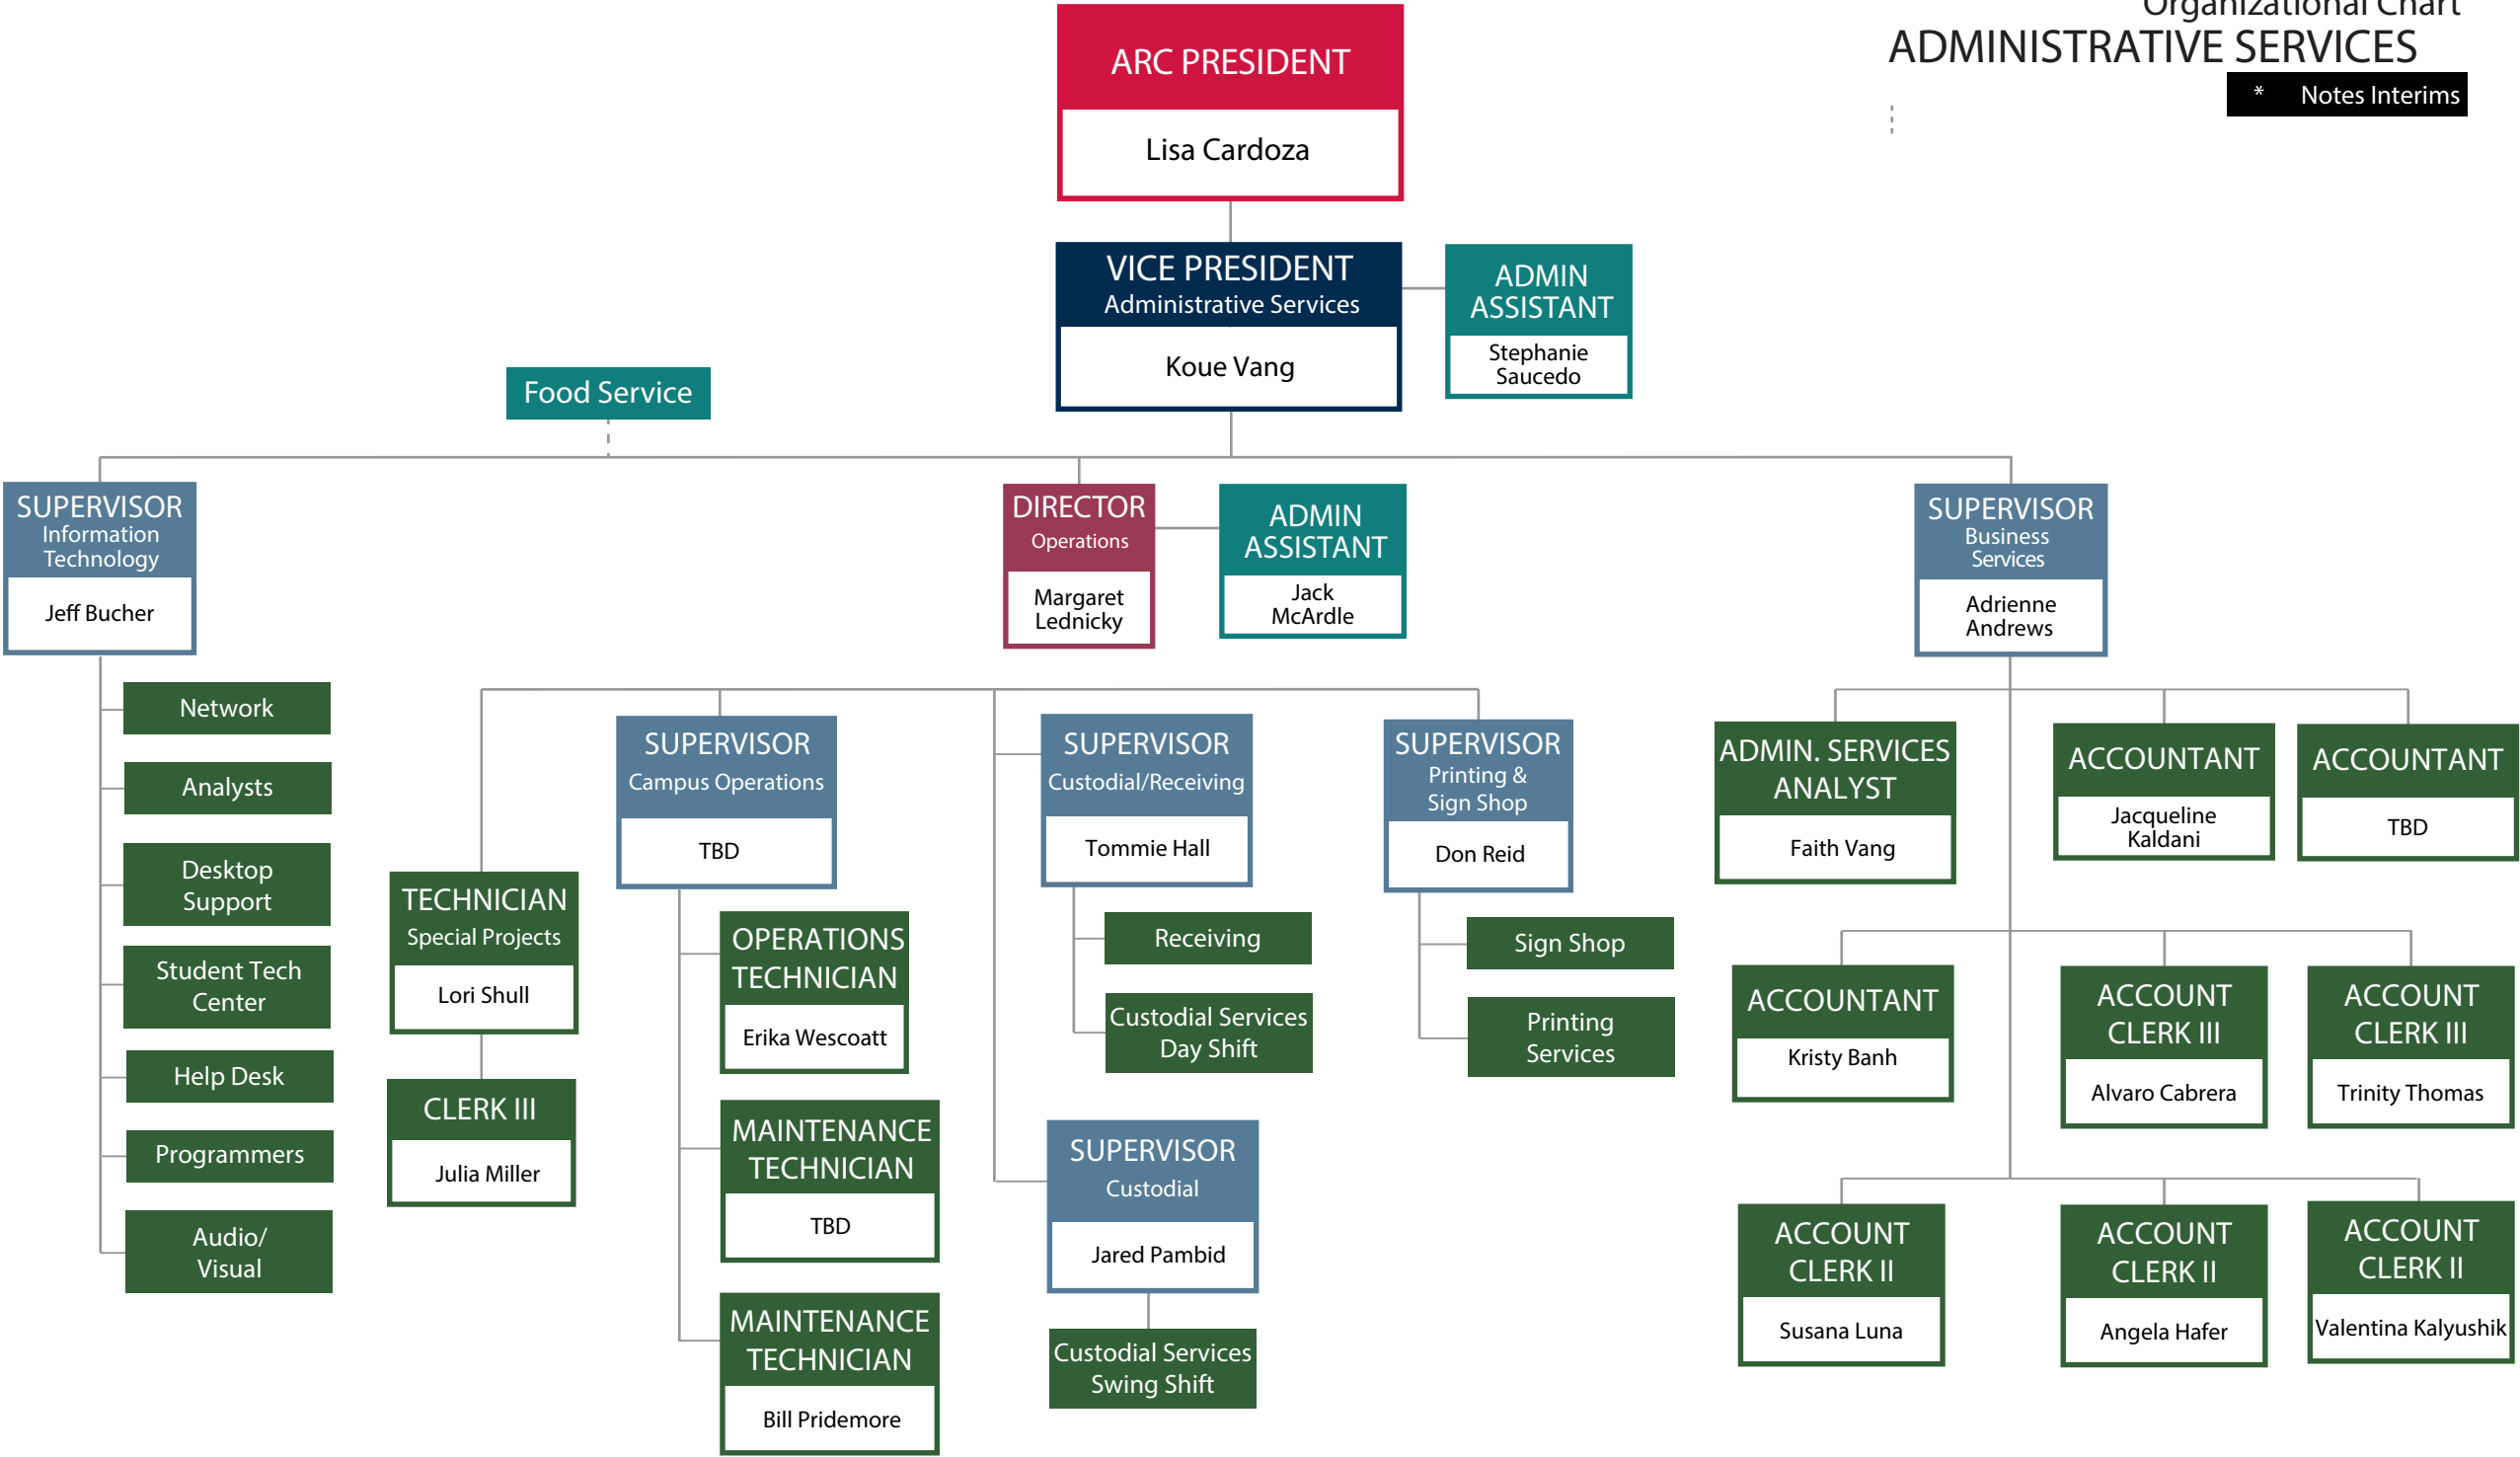 Organizational Chart
ADMINISTRATIVE SERVICES
* Notes Interims
ARC PRESIDENT
Lisa Cardoza
VICE PRESIDENT
Administrative Services
Koue Vang
ADMIN
ASSISTANT
Stephanie
Saucedo
Food Service
SUPERVISOR
Information
Technology
Jeff Bucher
DIRECTOR
Operations
Margaret
Lednicky
ADMIN
ASSISTANT
Jack
McArdle
SUPERVISOR
Business
Services
Adrienne
Andrews
Network
Analysts
Desktop
Support
Student Tech
Center
Help Desk
Programmers
Audio/
Visual
TECHNICIAN
Special Projects
Lori Shull
CLERK III
Julia Miller
SUPERVISOR
Campus Operations
TBD
OPERATIONS
TECHNICIAN
Erika Wescoatt
MAINTENANCE
TECHNICIAN
TBD
MAINTENANCE
TECHNICIAN
Bill Pridemore
SUPERVISOR
Custodial/Receiving
Tommie Hall
Receiving
Custodial Services
Day Shift
SUPERVISOR
Custodial
Jared Pambid
Custodial Services
Swing Shift
SUPERVISOR
Printing &
Sign Shop
Don Reid
Sign Shop
Printing
Services
ADMIN. SERVICES
ANALYST
Faith Vang
ACCOUNTANT
Jacqueline
Kaldani
ACCOUNTANT
TBD
ACCOUNTANT
Kristy Banh
ACCOUNT
CLERK III
Alvaro Cabrera
ACCOUNT
CLERK III
Trinity Thomas
ACCOUNT
CLERK II
Susana Luna
ACCOUNT
CLERK II
Angela Hafer
ACCOUNT
CLERK II
Valentina Kalyushik